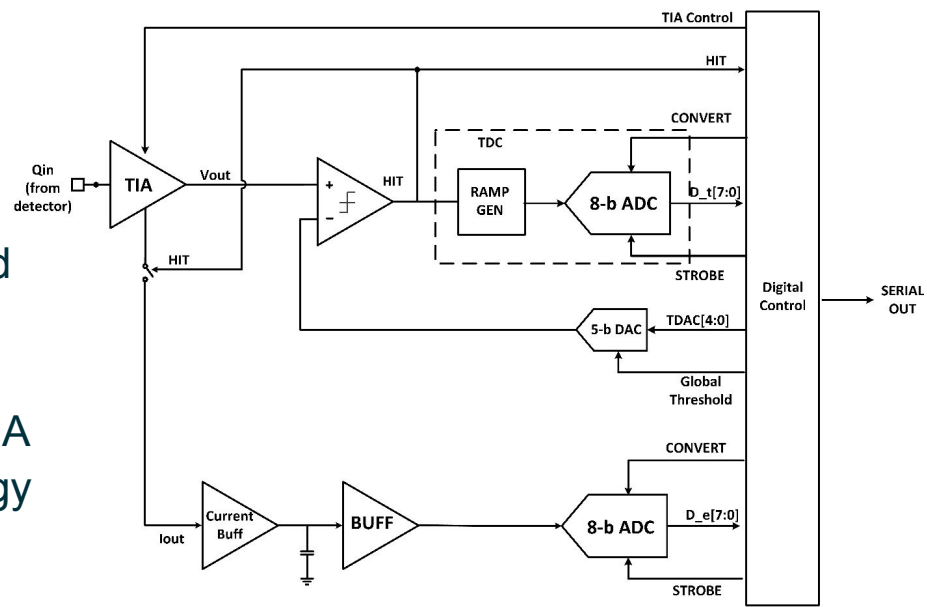 TIA Control
HIT
CONVERT
TDC
Qin
(from
detector)
TIA
Vout
HIT
RAMP
GEN
8-b ADC
D_t[7:0]
HIT
STROBE
d
Digital
Control
SERIAL
OUT
5-b DAC
TDAC[4:0]
Global
Threshold
A
CONVERT
gy
Current
Buff
BUFF
8-b ADC
D_e[7:0]
Iout
STROBE